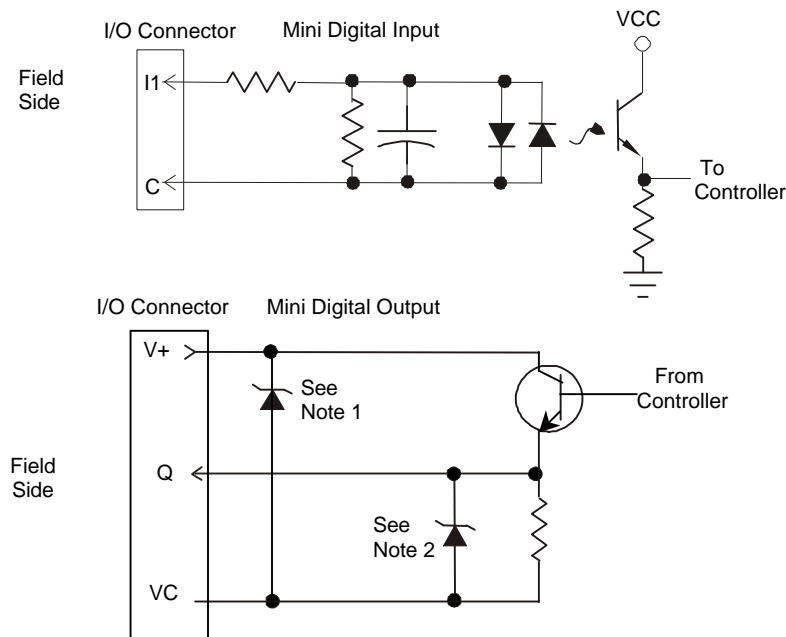 VCC
I/O Connector Mini Digital Input
Field
Side
I1
C
To
Controller
I/O Connector Mini Digital Output
V+
See
Note 1
From
Controller
Field
Side
Q
See
Note 2
VC